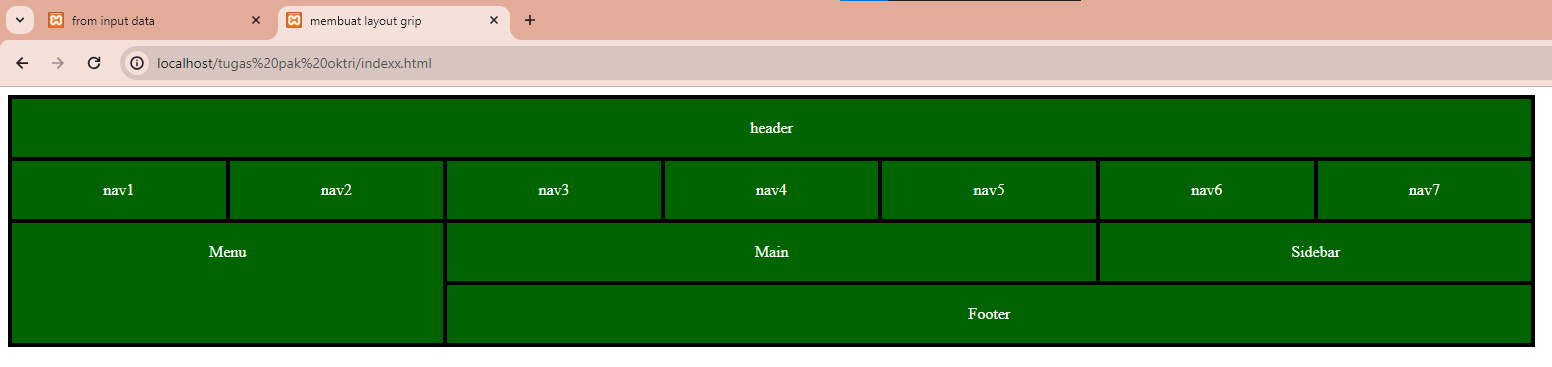 from input data
membuat layout grip
localhost/tugas%20pak%20oktri/indexx.html
header
nav1 nav2 nav3 nav4 nav5 nav6 nav7
Menu Main Sidebar
Footer